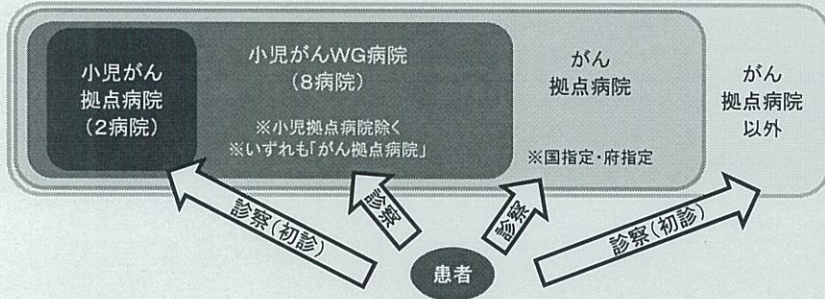 小児がん
拠点病院
(2病院)
小児がんWG病院
(8病院)
※小児拠点病院除く
※いずれも「がん拠点病院」
がん
拠点病院
※国指定・府指定
がん
拠点病院
以外
診察(初診)
診察
診察
診察(初診)
患者